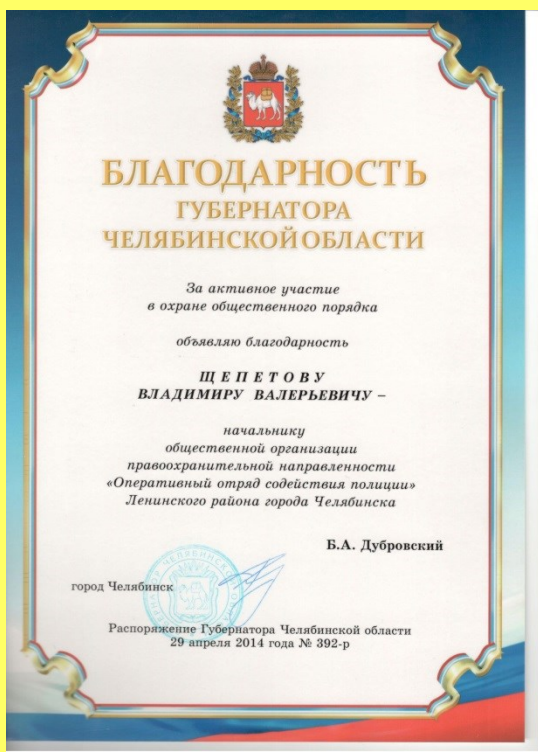 БЛАГОДАРНОСТЬ
ГУБЕРНАТОРА
ЧЕЛЯБИНСКОЙ ОБЛАСТИ
За активное участие
в охране общественного порядка
объявляю благодарность
ЩЕПЕТОВУ
ВЛАДИМИРУ ВАЛЕРЬЕВИЧУ –
начальнику
общественной организации
правоохранительной направленности
«Оперативный отряд содействия полиции»
Ленинского района города Челябинска
Б.А. Дубровский
город Челябинск
Распоряжение Губернатора Челябинской области
29 апреля 2014 года № 392-р